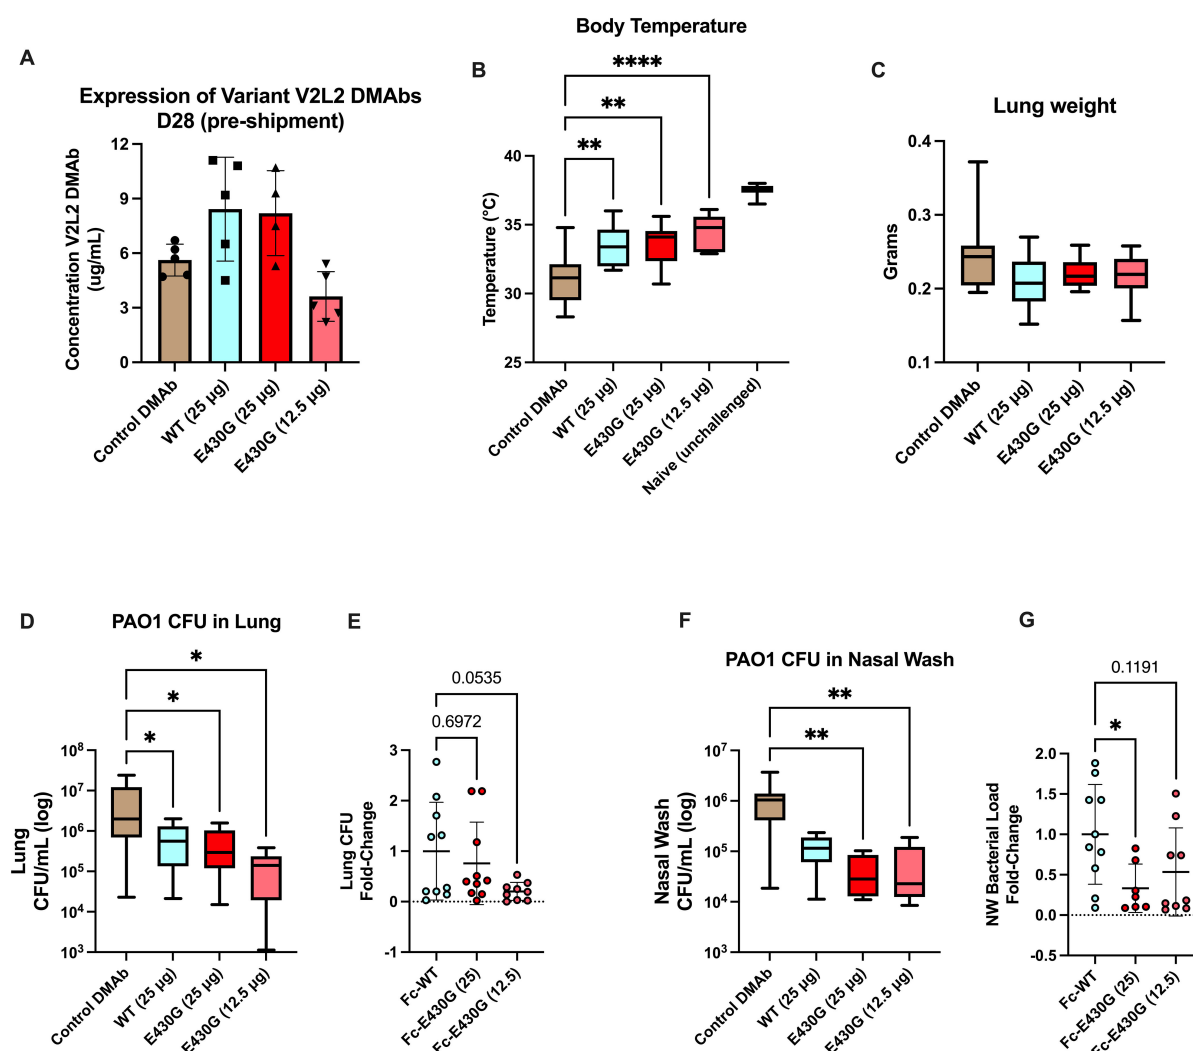 A
Expression of Variant V2L2 DMAbs
D28 (pre-shipment)
Concentration V2L2 DMAb
(ug/mL)
12
9
6
3
0
Control DMAb
WT (25 µg)
E430G (25 µg)
E430G (12.5 µg)
B
Body Temperature
****
**
**
Temperature (°C)
40
35
30
25
Control DMAb
WT (25 µg)
E430G (25 µg)
E430G (12.5 µg)
Naive (unchallenged)
C
Lung weight
Grams
0.4
0.3
0.2
0.1
Control DMAb
WT (25 µg)
E430G (25 µg)
E430G (12.5 µg)
D
PAO1 CFU in Lung
*
*
*
Lung
CFU/mL (log)
10⁸
10⁷
10⁶
10⁵
10⁴
10³
Control DMAb
WT (25 µg)
E430G (25 µg)
E430G (12.5 µg)
E
0.0535
0.6972
Lung CFU
Fold-Change
3
2
1
0
-1
Fc-WT
Fc-E430G (25)
Fc-E430G (12.5)
F
PAO1 CFU in Nasal Wash
**
**
Nasal Wash
CFU/mL (log)
10⁷
10⁶
10⁵
10⁴
10³
Control DMAb
WT (25 µg)
E430G (25 µg)
E430G (12.5 µg)
G
0.1191
*
NW Bacterial Load
Fold-Change
2.0
1.5
1.0
0.5
0.0
-0.5
Fc-WT
Fc-E430G (25)
Fc-E430G (12.5)